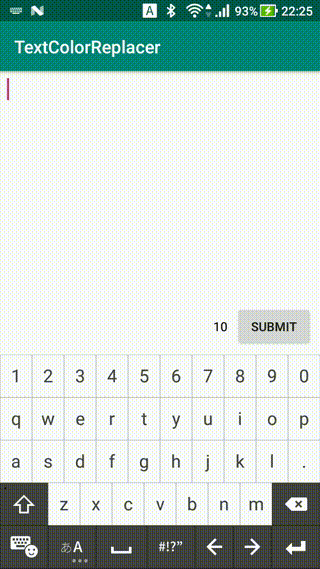 A 93% 22:25
TextColorReplacer
10 SUBMIT
1 2 3 4 5 6 7 8 9 0
q w e r t y u i o p
a s d f g h j k l .
z x c v b n m
あA #!?”